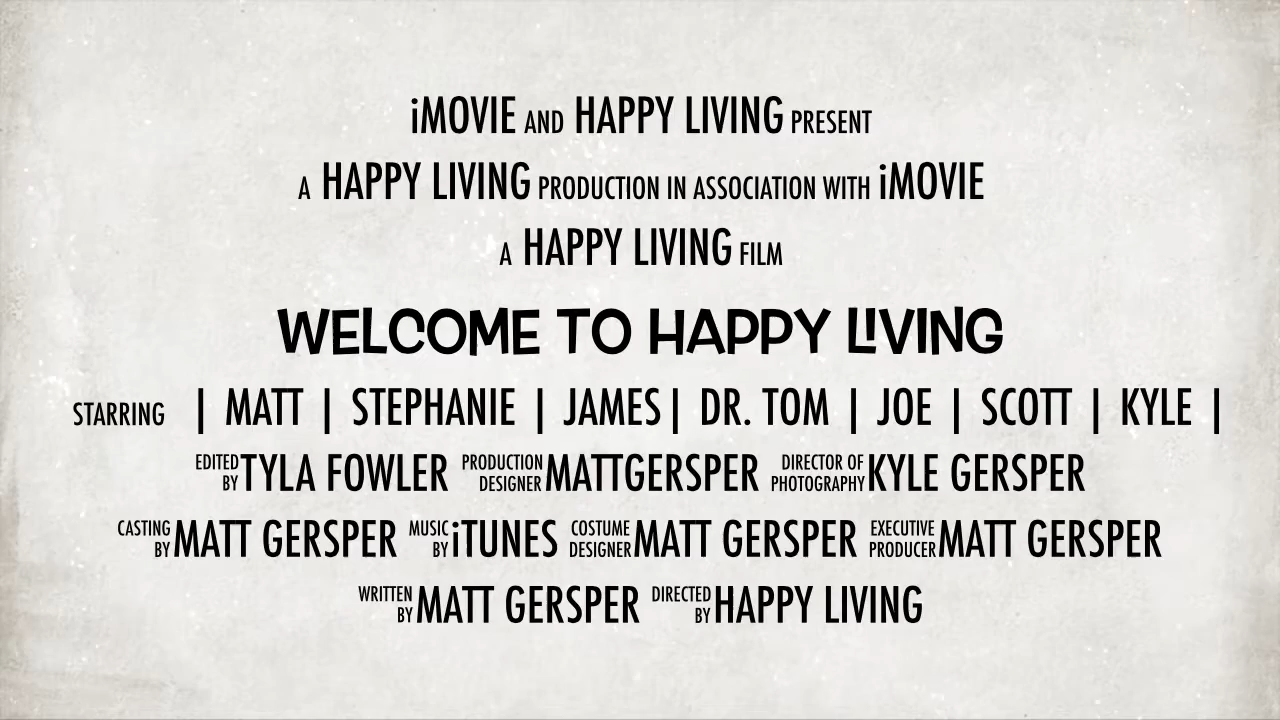 iMOVIE AND HAPPY LIVING PRESENT
A HAPPY LIVING PRODUCTION IN ASSOCIATION WITH iMOVIE
A HAPPY LIVING FILM
WELCOME TO HAPPY LIVING
STARRING | MATT | STEPHANIE | JAMES | DR. TOM | JOE | SCOTT | KYLE |
EDITED BY TYLA FOWLER PRODUCTION DESIGNER MATTGERSPER DIRECTOR OF PHOTOGRAPHY KYLE GERSPER
CASTING BY MATT GERSPER MUSIC BY iTUNES COSTUME DESIGNER MATT GERSPER EXECUTIVE PRODUCER MATT GERSPER
WRITTEN BY MATT GERSPER DIRECTED BY HAPPY LIVING